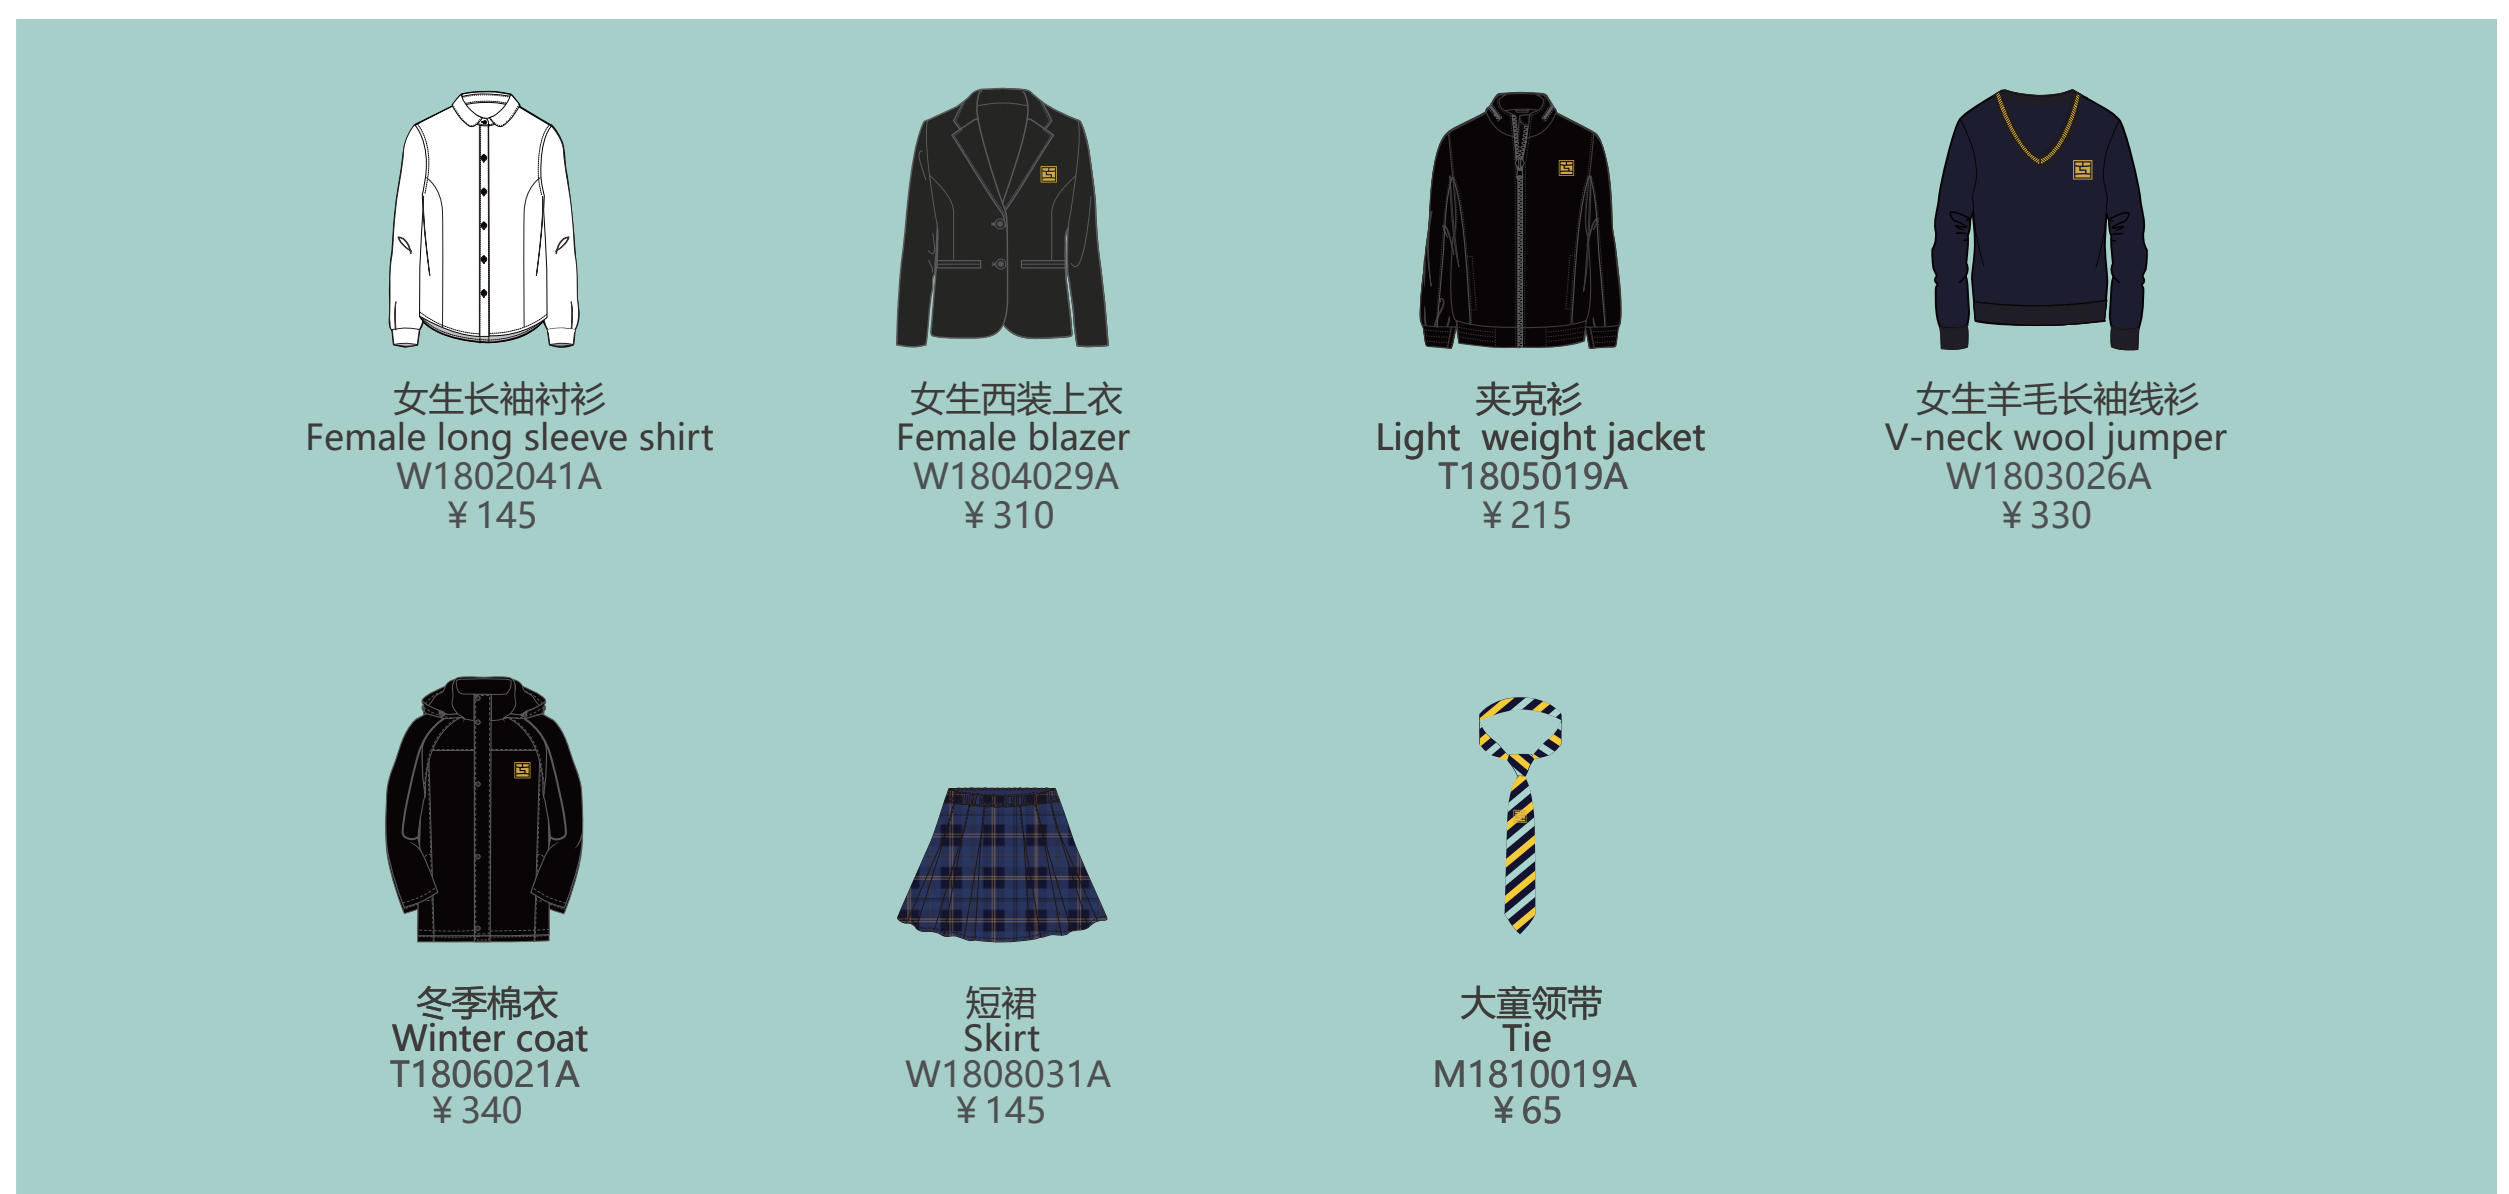 女生长袖衬衫
Female long sleeve shirt
W1802041A
¥ 145
女生西装上衣
Female blazer
W1804029A
¥ 310
夹克衫
Light  weight jacket
T1805019A
¥ 215
女生羊毛长袖线衫
V-neck wool jumper
W1803026A
¥ 330
冬季棉衣
Winter coat
T1806021A
¥ 340
短裙
Skirt
W1808031A
¥ 145
大童领带
Tie
M1810019A
¥ 65